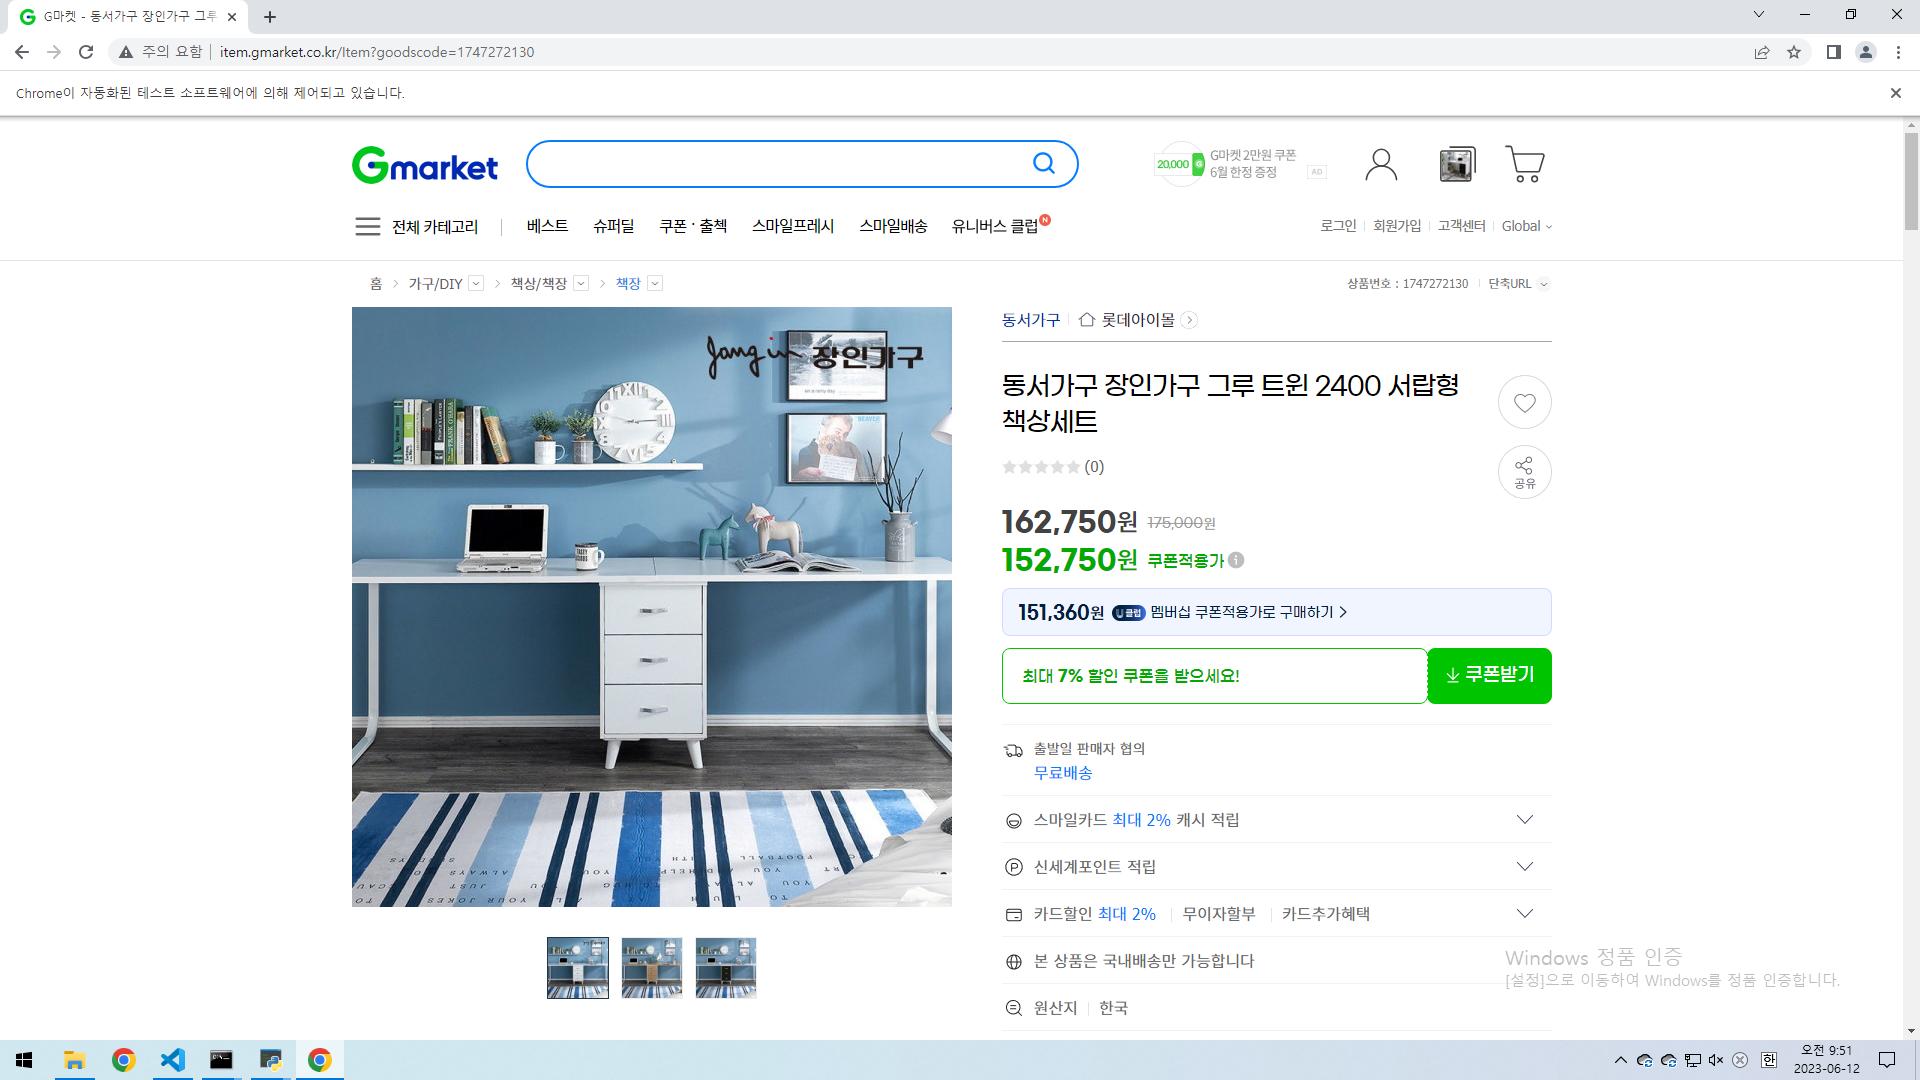 G마켓 - 동서가구 장인가구 그루
주의 요함
item.gmarket.co.kr/Item?goodscode=1747272130
Chrome이 자동화된 테스트 소프트웨어에 의해 제어되고 있습니다.
Gmarket
20,000
G마켓 2만원 쿠폰
6월 한정 증정
AD
전체 카테고리
베스트
슈퍼딜
쿠폰·출첵
스마일프레시
스마일배송
유니버스 클럽
N
로그인
회원가입
고객센터
Global
홈
가구/DIY
책상/책장
책장
상품번호 : 1747272130
단축URL
Jang in 장인가구
동서가구
롯데아이몰
동서가구 장인가구 그루 트윈 2400 서랍형
책상세트
(0)
공유
162,750원 175,000원
152,750원 쿠폰적용가
151,360원 U클럽 멤버십 쿠폰적용가로 구매하기
최대 7% 할인 쿠폰을 받으세요!
쿠폰받기
출발일 판매자 협의
무료배송
스마일카드 최대 2% 캐시 적립
신세계포인트 적립
카드할인 최대 2%
무이자할부
카드추가혜택
본 상품은 국내배송만 가능합니다
원산지
한국
Windows 정품 인증
[설정]으로 이동하여 Windows를 정품 인증합니다.
한
오전 9:51
2023-06-12